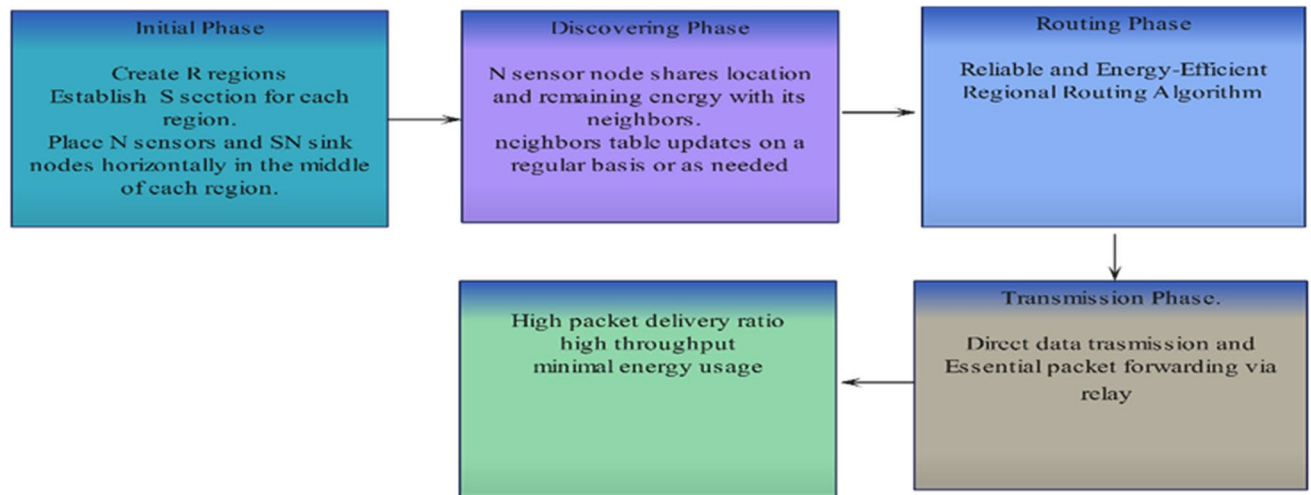 Initial Phase
Create R regions
Establish S section for each
region.
Place N sensors and SN sink
nodes horizontally in the middle
of each region.
Discovering Phase
N sensor node shares location
and remaining energy with its
neighbors.
neighbors table updates on a
regular basis or as needed
Routing Phase
Reliable and Energy-Efficient
Regional Routing Algorithm
Transmission Phase.
Direct data trasmission and
Essential packet forwarding via
relay
High packet delivery ratio
high throughput
minimal energy usage